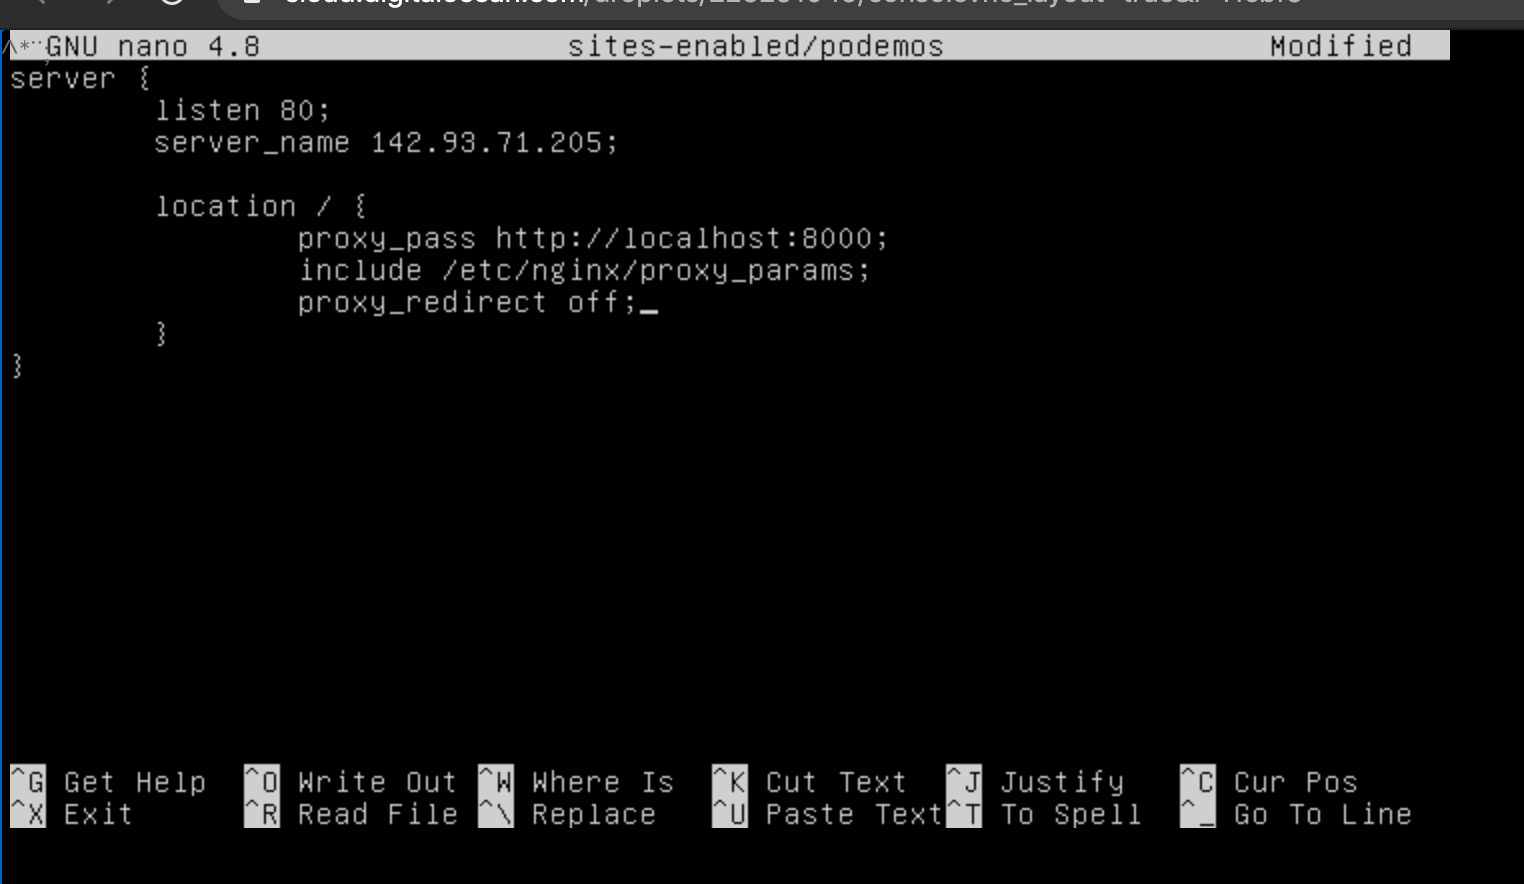 GNU nano 4.8 sites-enabled/podemos Modified
server {
listen 80;
server_name 142.93.71.205;
location / {
proxy_pass http://localhost:8000;
include /etc/nginx/proxy_params;
proxy_redirect off;
}
}
^G Get Help ^O Write Out ^W Where Is ^K Cut Text ^J Justify ^C Cur Pos
^X Exit ^R Read File ^\ Replace ^U Paste Text ^T To Spell ^_ Go To Line